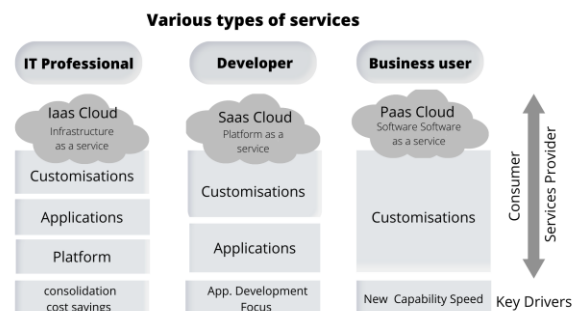 Various types of services
IT Professional
Developer
Business user
Iaas Cloud
Infrastructure
as a service
Saas Cloud
Platform as a
service
Paas Cloud
Software Software
as a service
Customisations
Applications
Platform
consolidation
cost savings
Customisations
Applications
App. Development
Focus
Customisations
New Capability Speed
Consumer
Services Provider
Key Drivers